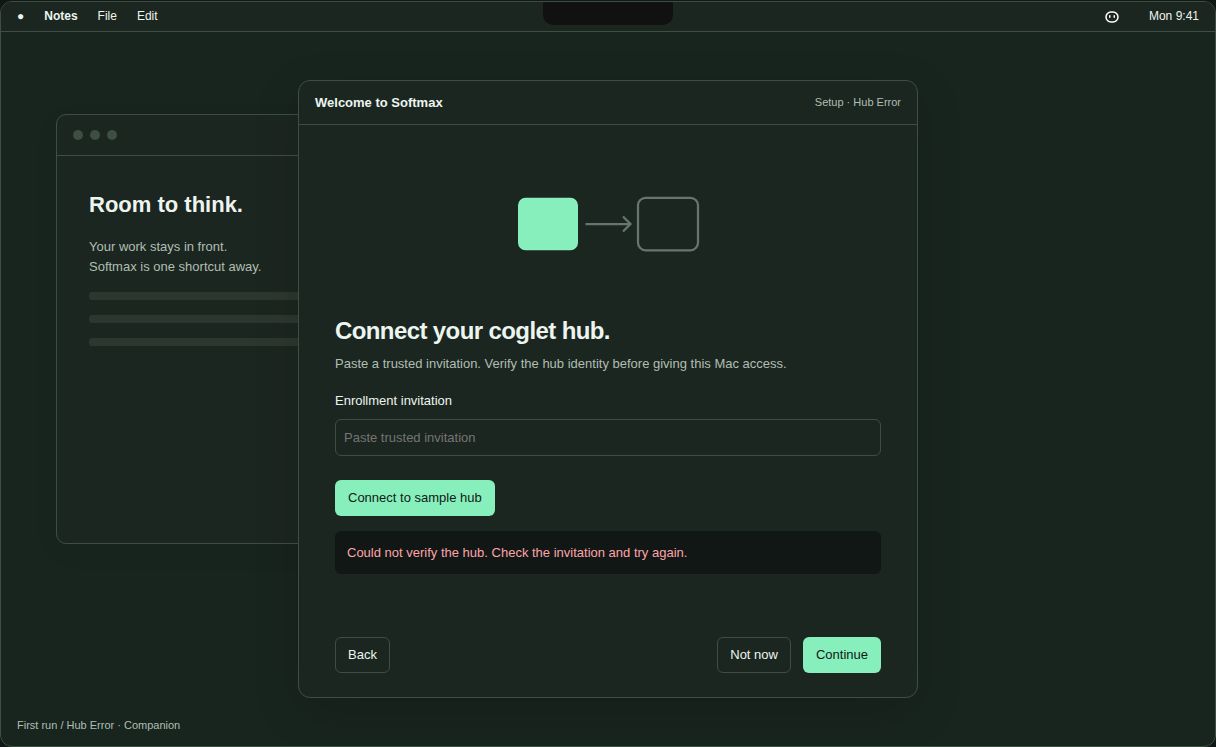 Notes File Edit
Mon 9:41
Welcome to Softmax
Setup · Hub Error
Room to think.
Your work stays in front.
Softmax is one shortcut away.
Connect your coglet hub.
Paste a trusted invitation. Verify the hub identity before giving this Mac access.
Enrollment invitation
Paste trusted invitation
Connect to sample hub
Could not verify the hub. Check the invitation and try again.
Back
Not now
Continue
First run / Hub Error · Companion